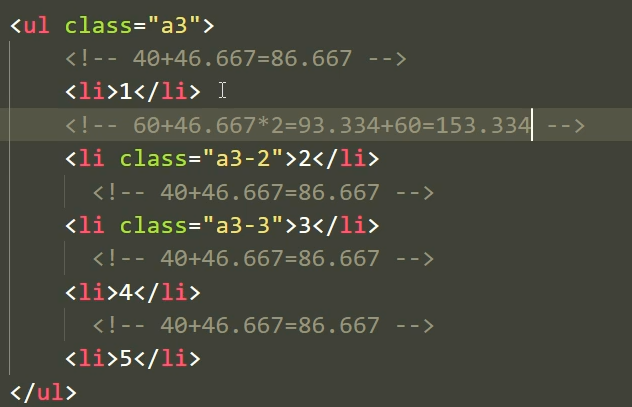 <ul class="a3">
<!-- 40+46.667=86.667 -->
<li>1</li>
<!-- 60+46.667*2=93.334+60=153.334 -->
<li class="a3-2">2</li>
<!-- 40+46.667=86.667 -->
<li class="a3-3">3</li>
<!-- 40+46.667=86.667 -->
<li>4</li>
<!-- 40+46.667=86.667 -->
<li>5</li>
</ul>